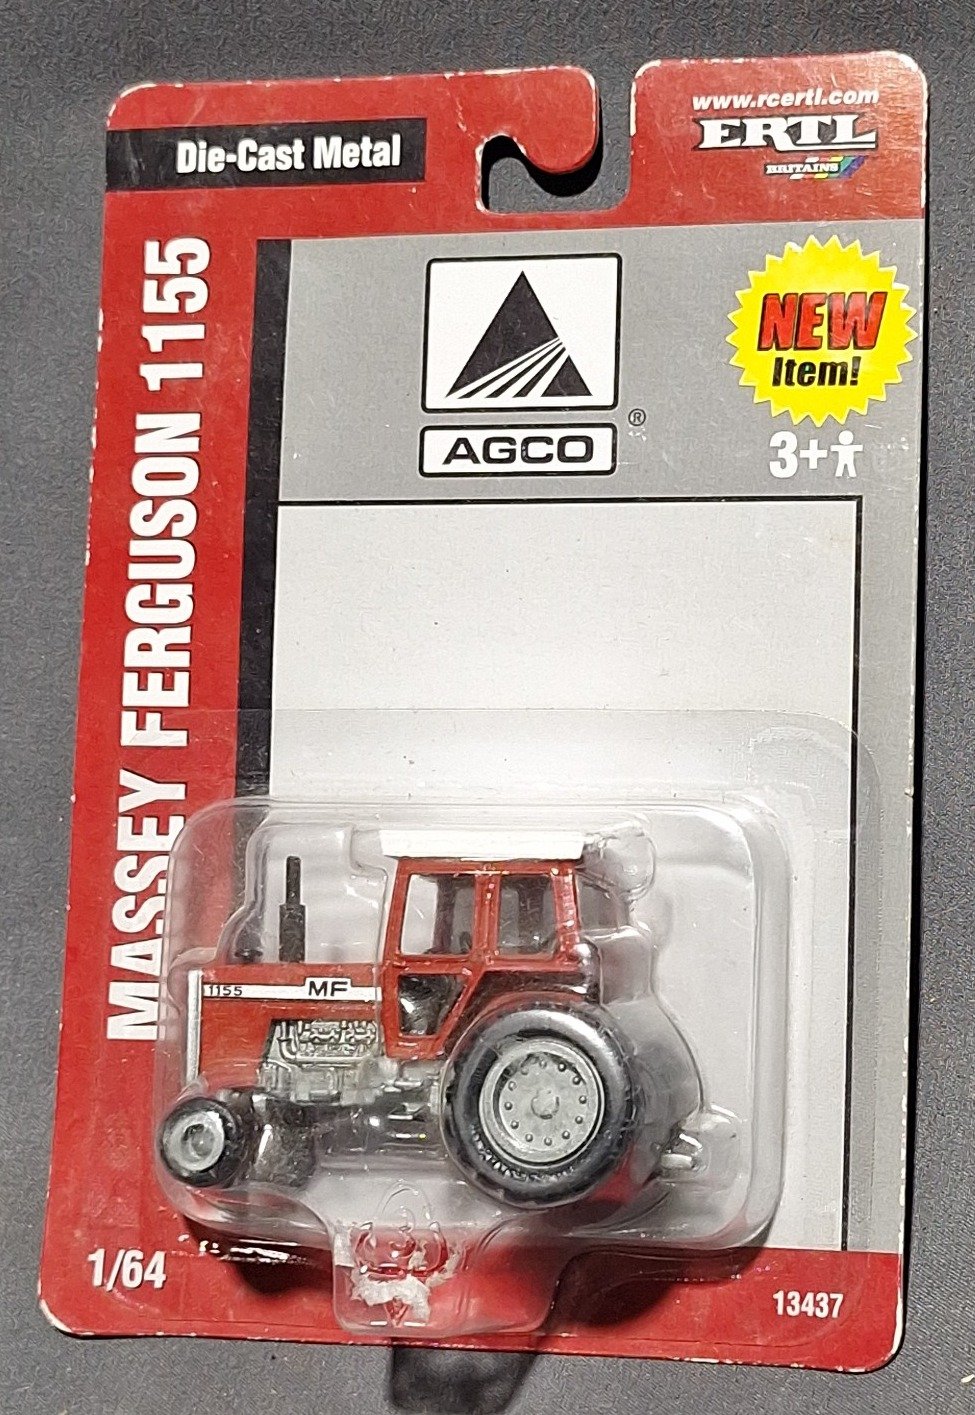 www.rcertl.com
Die-Cast Metal
ERTL
BRITAINS
MASSEY FERGUSON 1155
NEW
Item!
AGCO
®
3+
1155 MF
1/64
13437